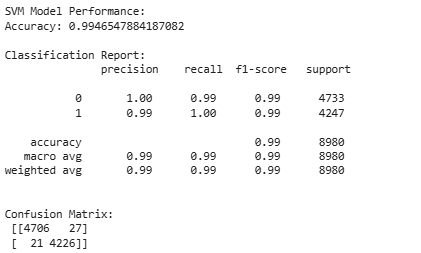 SVM Model Performance:
Accuracy: 0.9946547884187082
Classification Report:
precision recall f1-score support
0 1.00 0.99 0.99 4733
1 0.99 1.00 0.99 4247
accuracy 0.99 8980
macro avg 0.99 0.99 0.99 8980
weighted avg 0.99 0.99 0.99 8980
Confusion Matrix:
[[4706 27]
[ 21 4226]]